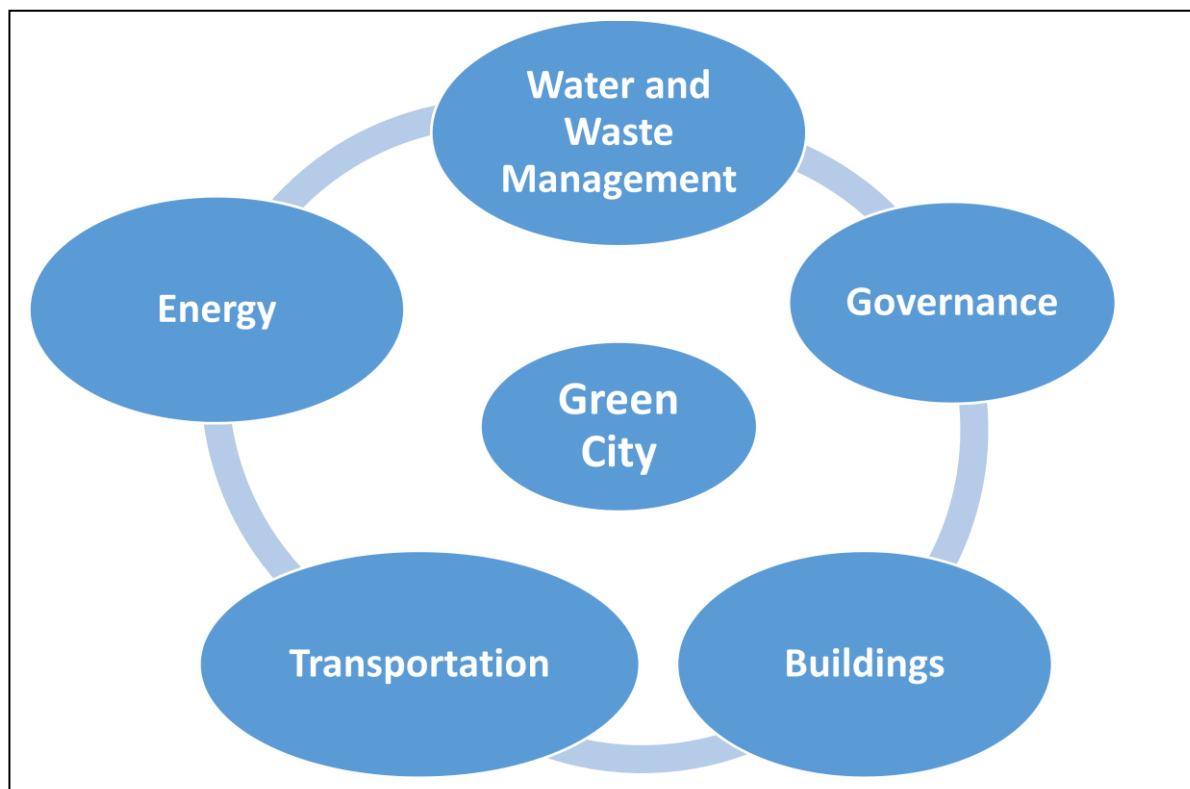 Water and
Waste
Management
Energy
Governance
Green
City
Transportation
Buildings